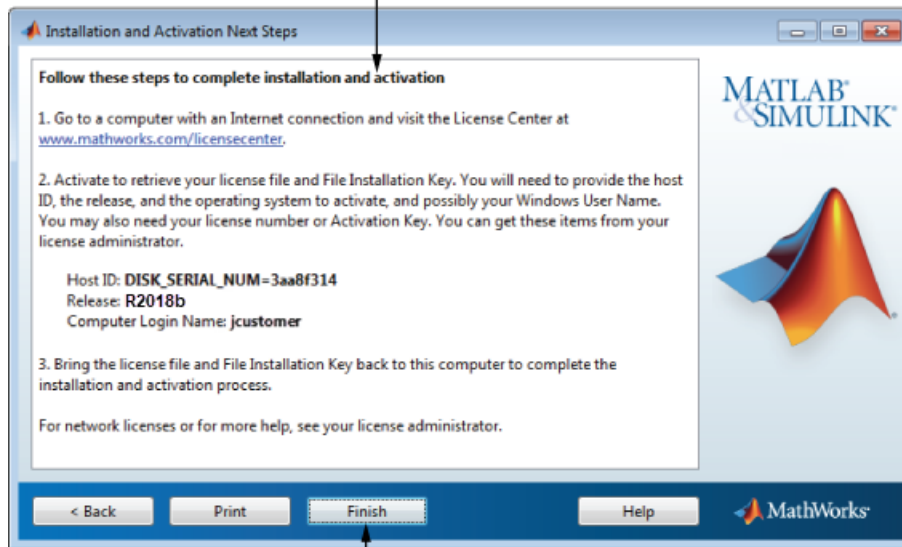 Installation and Activation Next Steps
Follow these steps to complete installation and activation
1. Go to a computer with an Internet connection and visit the License Center at
www.mathworks.com/licensecenter.
2. Activate to retrieve your license file and File Installation Key. You will need to provide the host
ID, the release, and the operating system to activate, and possibly your Windows User Name.
You may also need your license number or Activation Key. You can get these items from your
license administrator.
Host ID: DISK_SERIAL_NUM=3aa8f314
Release: R2018b
Computer Login Name: jcustomer
3. Bring the license file and File Installation Key back to this computer to complete the
installation and activation process.
For network licenses or for more help, see your license administrator.
MATLAB®
&SIMULINK®
< Back
Print
Finish
Help
MathWorks®